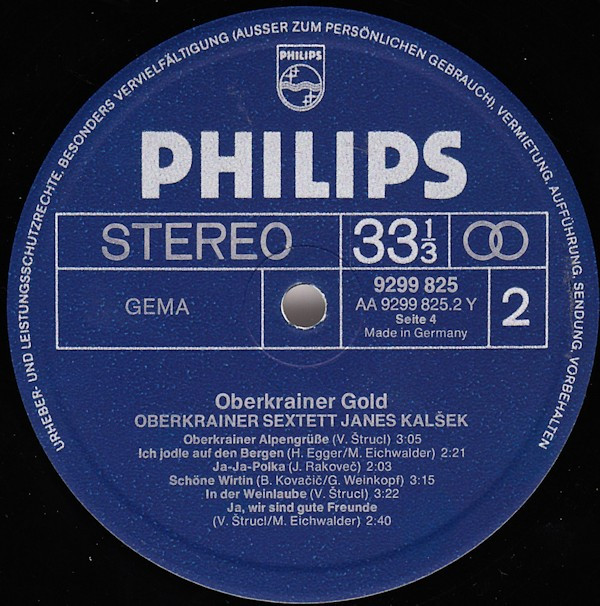 URHEBER- UND LEISTUNGSSCHUTZRECHTE, BESONDERS VERVIELFÄLTIGUNG (AUSSER ZUM PERSÖNLICHEN GEBRAUCH), VERMIETUNG, AUFFÜHRUNG, SENDUNG, VORBEHALTEN
PHILIPS
PHILIPS
STEREO 33 1/3
GEMA
9299 825
AA 9299 825.2 Y
Seite 4
Made in Germany
2
Oberkrainer Gold
OBERKRAINER SEXTETT JANES KALŠEK
Oberkrainer Alpengrüße (V. Štrucl) 3:05
Ich jodle auf den Bergen (H. Egger/M. Eichwalder) 2:21
Ja-Ja-Polka (J. Rakoveč) 2:03
Schöne Wirtin (B. Kovačič/G. Weinkopf) 3:15
In der Weinlaube (V. Štrucl) 3:22
Ja, wir sind gute Freunde
(V. Štrucl/M. Eichwalder) 2:40